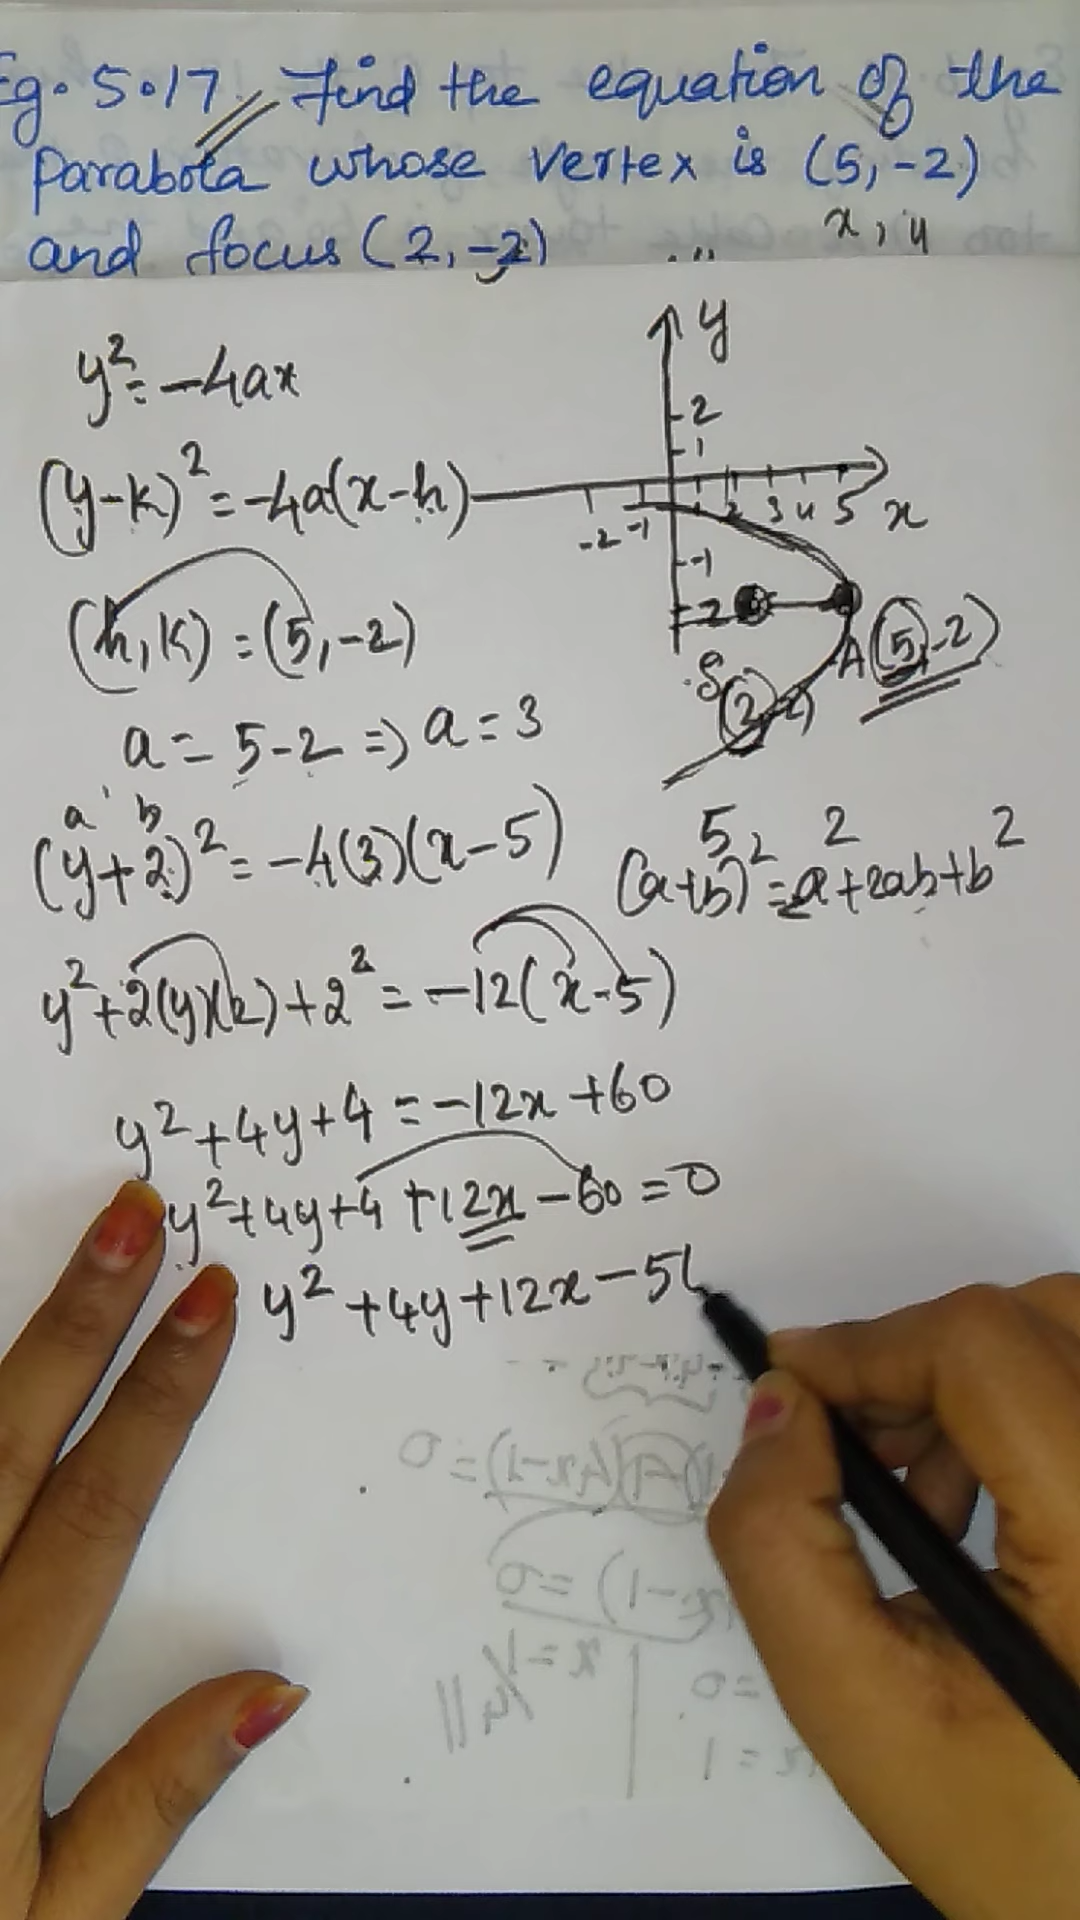 Eg. 5.17 Find the equation of the
Parabola whose vertex is (5,-2)
and focus (2,-2)
x, y
y² = -4ax
(y-k)² = -4a(x-h)
(h,k) = (5,-2)
a = 5-2 => a = 3
a b
(y+2)² = -4(3)(x-5)
y
2
1
-2 -1 1 2 3 4 5 x
-1
-2
A(5,-2)
S(2,-2)
(a+b)² = a²+2ab+b²
y²+2(y)(2)+2² = -12(x-5)
y²+4y+4 = -12x+60
y²+4y+4+12x-60=0
y²+4y+12x-5